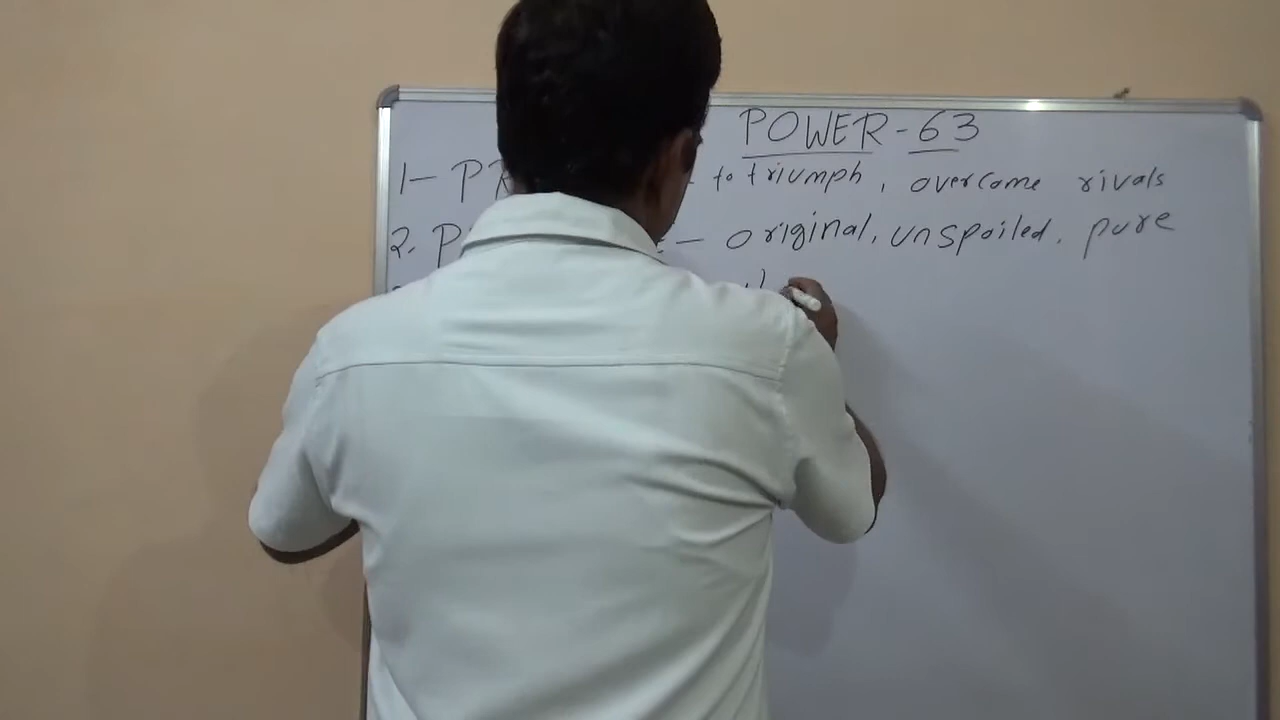 POWER-63
1- PR - to triumph, overcome rivals
2. P - original, unspoiled, pure